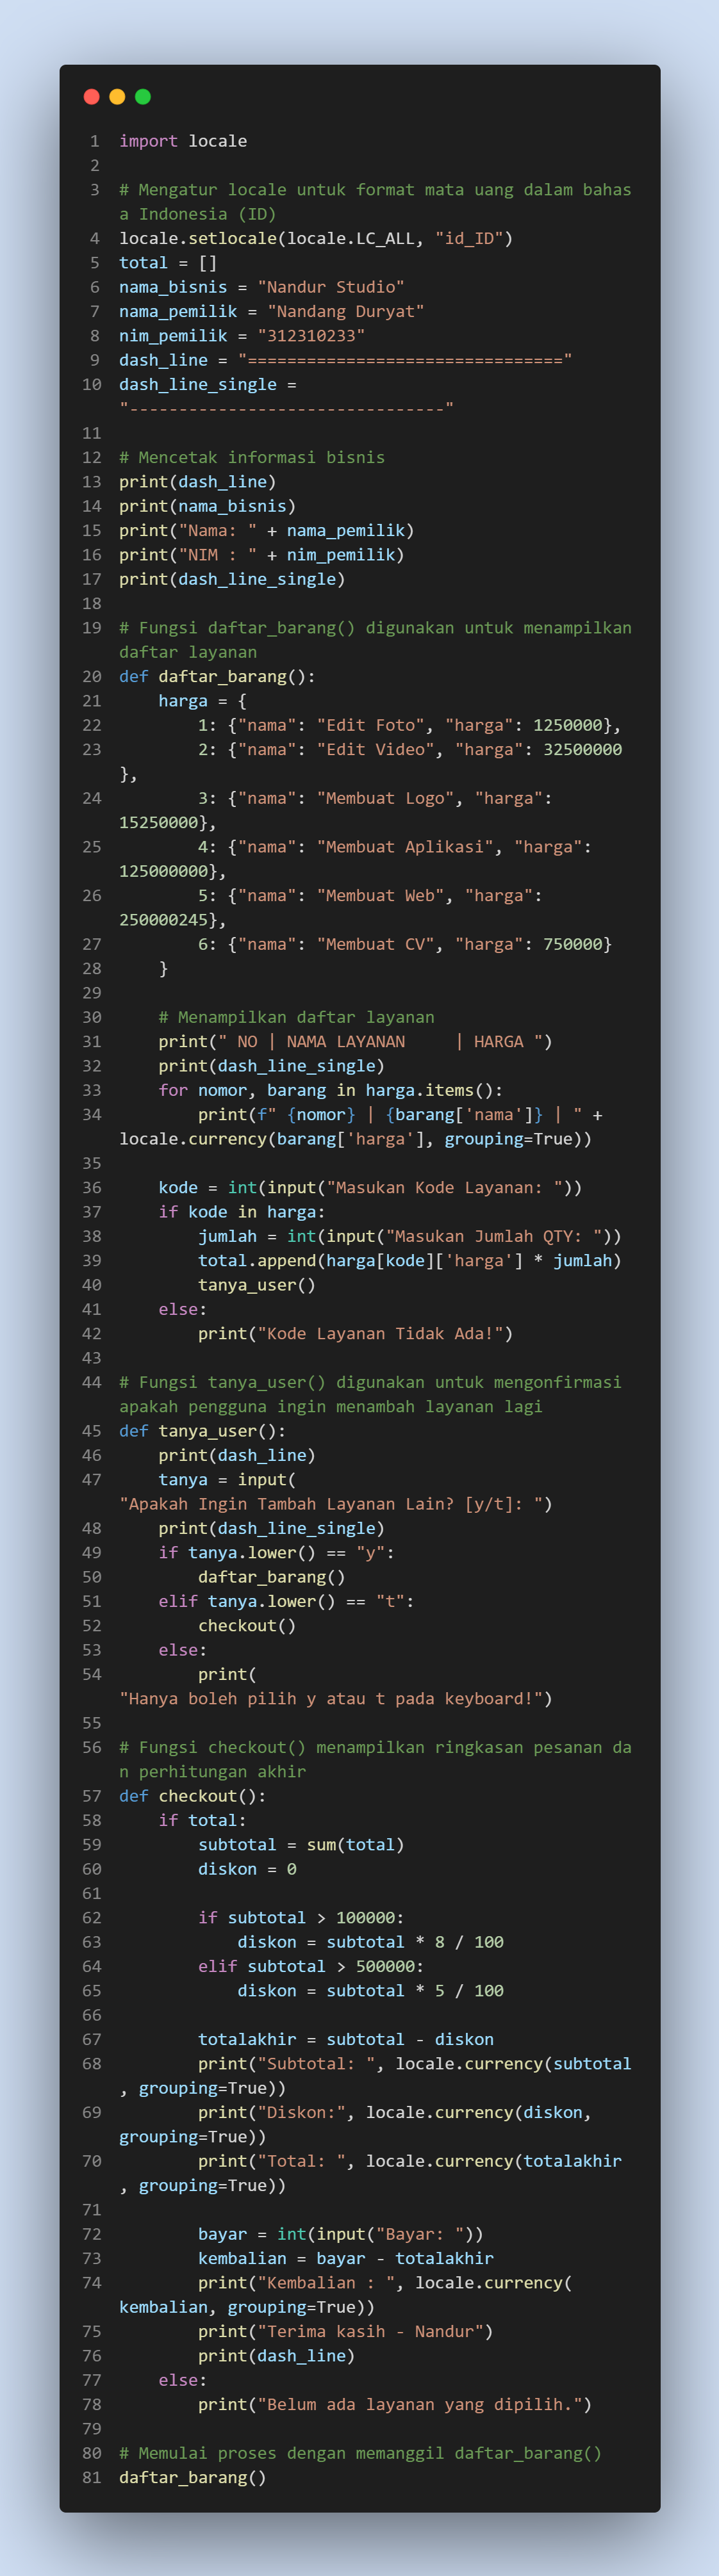 1 import locale
2
3 # Mengatur locale untuk format mata uang dalam bahas
a Indonesia (ID)
4 locale.setlocale(locale.LC_ALL, "id_ID")
5 total = []
6 nama_bisnis = "Nandur Studio"
7 nama_pemilik = "Nandang Duryat"
8 nim_pemilik = "312310233"
9 dash_line = "================================"
10 dash_line_single =
"--------------------------------"
11
12 # Mencetak informasi bisnis
13 print(dash_line)
14 print(nama_bisnis)
15 print("Nama: " + nama_pemilik)
16 print("NIM : " + nim_pemilik)
17 print(dash_line_single)
18
19 # Fungsi daftar_barang() digunakan untuk menampilkan
daftar layanan
20 def daftar_barang():
21     harga = {
22         1: {"nama": "Edit Foto", "harga": 1250000},
23         2: {"nama": "Edit Video", "harga": 32500000
},
24         3: {"nama": "Membuat Logo", "harga":
15250000},
25         4: {"nama": "Membuat Aplikasi", "harga":
125000000},
26         5: {"nama": "Membuat Web", "harga":
250000245},
27         6: {"nama": "Membuat CV", "harga": 750000}
28     }
29
30     # Menampilkan daftar layanan
31     print(" NO | NAMA LAYANAN     | HARGA ")
32     print(dash_line_single)
33     for nomor, barang in harga.items():
34         print(f" {nomor} | {barang['nama']} | " +
locale.currency(barang['harga'], grouping=True))
35
36     kode = int(input("Masukan Kode Layanan: "))
37     if kode in harga:
38         jumlah = int(input("Masukan Jumlah QTY: "))
39         total.append(harga[kode]['harga'] * jumlah)
40         tanya_user()
41     else:
42         print("Kode Layanan Tidak Ada!")
43
44 # Fungsi tanya_user() digunakan untuk mengonfirmasi
apakah pengguna ingin menambah layanan lagi
45 def tanya_user():
46     print(dash_line)
47     tanya = input(
"Apakah Ingin Tambah Layanan Lain? [y/t]: ")
48     print(dash_line_single)
49     if tanya.lower() == "y":
50         daftar_barang()
51     elif tanya.lower() == "t":
52         checkout()
53     else:
54         print(
"Hanya boleh pilih y atau t pada keyboard!")
55
56 # Fungsi checkout() menampilkan ringkasan pesanan da
n perhitungan akhir
57 def checkout():
58     if total:
59         subtotal = sum(total)
60         diskon = 0
61
62         if subtotal > 100000:
63             diskon = subtotal * 8 / 100
64         elif subtotal > 500000:
65             diskon = subtotal * 5 / 100
66
67         totalakhir = subtotal - diskon
68         print("Subtotal: ", locale.currency(subtotal
, grouping=True))
69         print("Diskon:", locale.currency(diskon,
grouping=True))
70         print("Total: ", locale.currency(totalakhir
, grouping=True))
71
72         bayar = int(input("Bayar: "))
73         kembalian = bayar - totalakhir
74         print("Kembalian : ", locale.currency(
kembalian, grouping=True))
75         print("Terima kasih - Nandur")
76         print(dash_line)
77     else:
78         print("Belum ada layanan yang dipilih.")
79
80 # Memulai proses dengan memanggil daftar_barang()
81 daftar_barang()